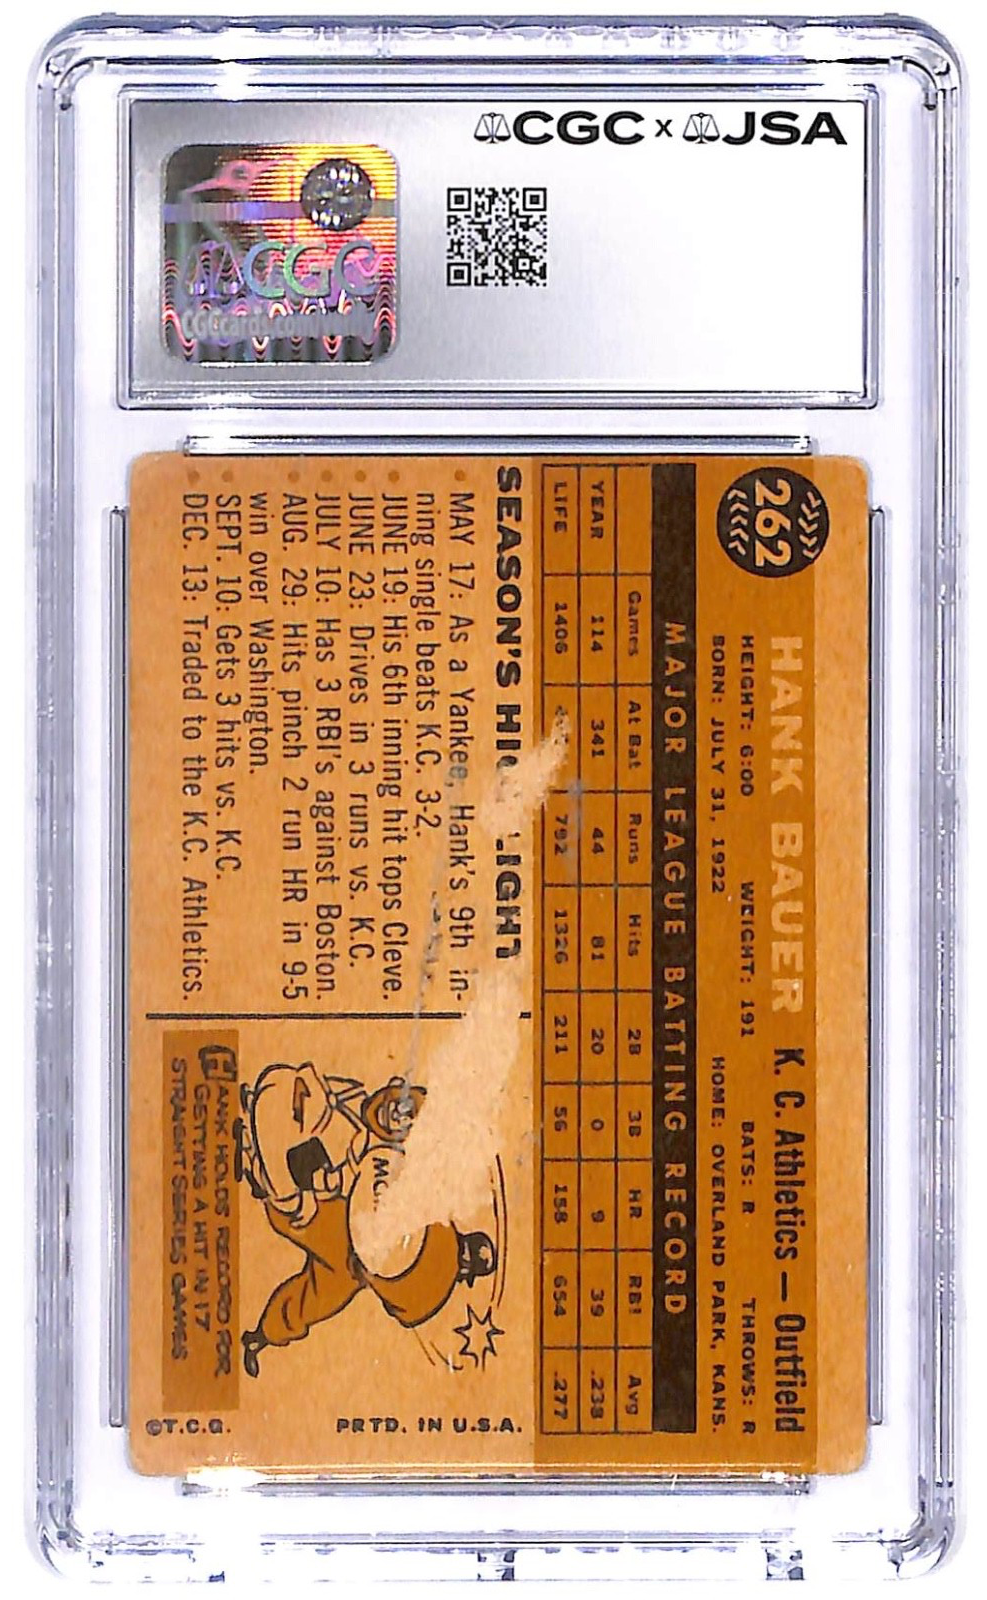 CGC x JSA
CGC
CGCcards.com
262
HANK BAUER K. C. Athletics — Outfield
HEIGHT: 6:00 WEIGHT: 191 BATS: R THROWS: R
BORN: JULY 31, 1922 HOME: OVERLAND PARK, KANS.
MAJOR LEAGUE BATTING RECORD
Games At Bat Runs Hits 2B 3B HR RBI Avg
YEAR 114 341 44 81 20 0 9 39 .238
LIFE 1406 792 1326 211 56 158 654 .277
SEASON'S
• MAY 17: As a Yankee, Hank's 9th in-
ning single beats K.C. 3-2.
• JUNE 19: His 6th inning hit tops Cleve.
• JUNE 23: Drives in 3 runs vs. K.C.
• JULY 10: Has 3 RBI's against Boston.
• AUG. 29: Hits pinch 2 run HR in 9-5
win over Washington.
• SEPT. 10: Gets 3 hits vs. K.C.
• DEC. 13: Traded to the K.C. Athletics.
HANK HOLDS RECORD FOR
GETTING A HIT IN 17
STRAIGHT SERIES GAMES
PRTD. IN U.S.A.
©T.C.G.